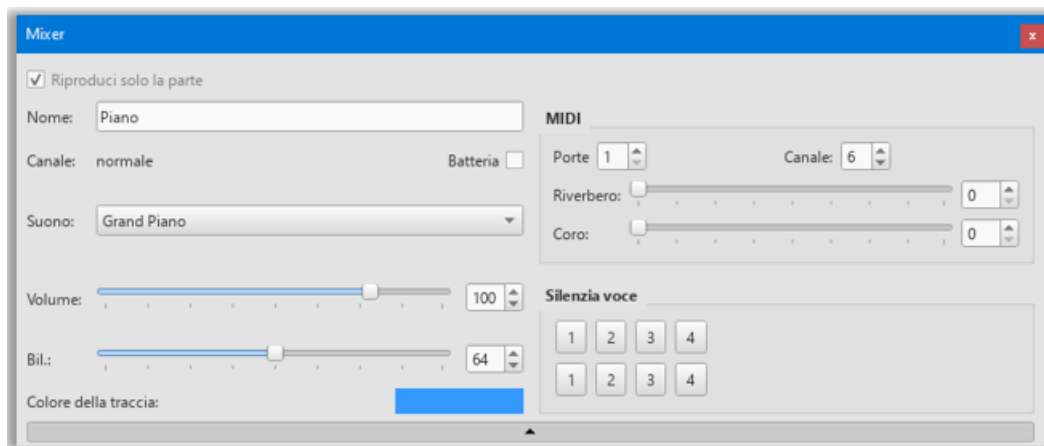 Mixer
x
Riproduci solo la parte
Nome: Piano
Canale: normale Batteria
Suono: Grand Piano
Volume: 100
Bil.: 64
Colore della traccia:
MIDI
Porte 1 Canale: 6
Riverbero: 0
Coro: 0
Silenzia voce
1 2 3 4
1 2 3 4